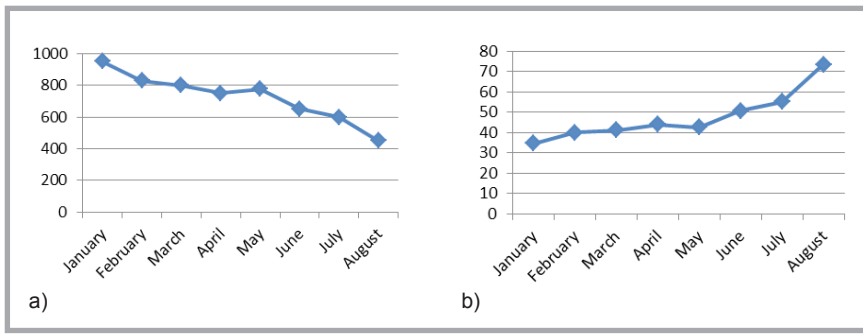 1000
800
600
400
200
0
January
February
March
April
May
June
July
August
a)
80
70
60
50
40
30
20
10
0
January
February
March
April
May
June
July
August
b)